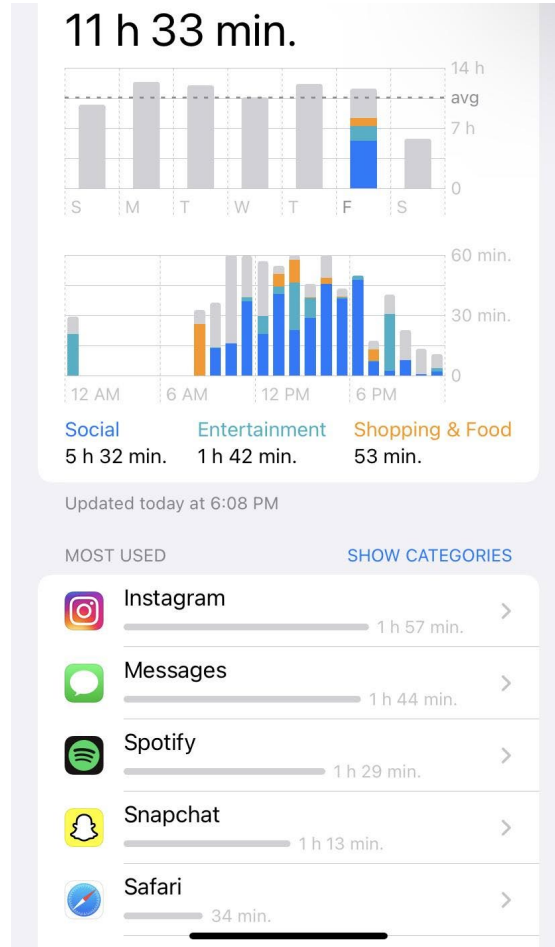 11 h 33 min.
14 h
avg
7 h
0
S M T W T F S
60 min.
30 min.
0
12 AM 6 AM 12 PM 6 PM
Social Entertainment Shopping & Food
5 h 32 min. 1 h 42 min. 53 min.
Updated today at 6:08 PM
MOST USED SHOW CATEGORIES
Instagram
1 h 57 min.
Messages
1 h 44 min.
Spotify
1 h 29 min.
Snapchat
1 h 13 min.
Safari
34 min.